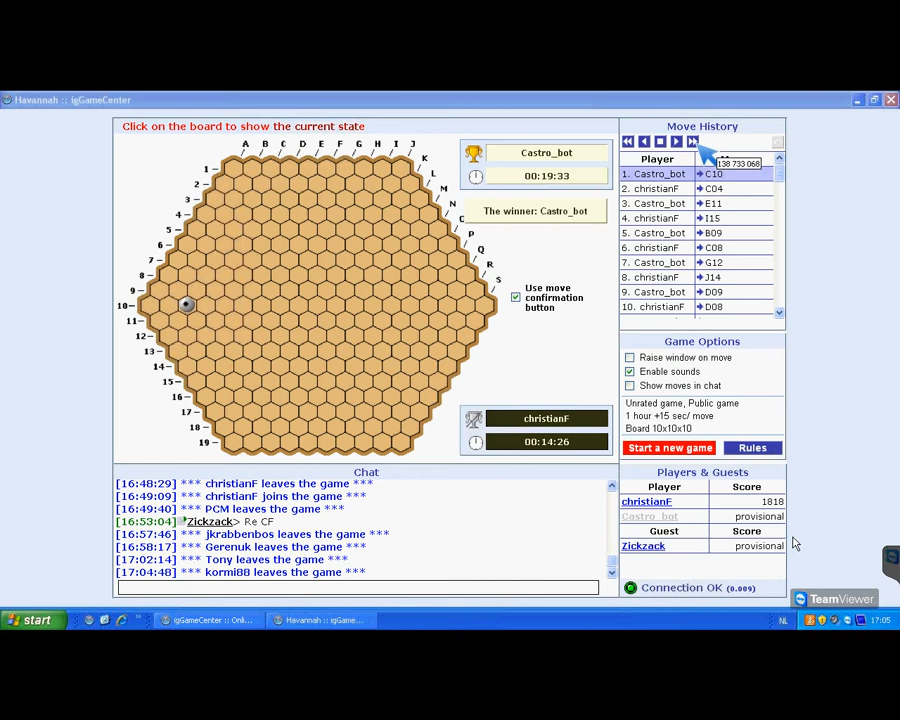 Havannah :: igGameCenter
Click on the board to show the current state
A B C D E F G H I J
K
L
M
N
P
Q
R
S
1
2
3
4
5
6
7
8
9
10
11
12
13
14
15
16
17
18
19
Castro_bot
00:19:33
The winner: Castro_bot
Use move
confirmation
button
christianF
00:14:26
Move History
138 733 068
Player
1. Castro_bot C10
2. christianF C04
3. Castro_bot E11
4. christianF I15
5. Castro_bot B09
6. christianF C08
7. Castro_bot G12
8. christianF J14
9. Castro_bot D09
10. christianF D08
Game Options
Raise window on move
Enable sounds
Show moves in chat
Unrated game, Public game
1 hour +15 sec/ move
Board 10x10x10
Start a new game Rules
Chat
[16:48:29] *** christianF leaves the game ***
[16:49:09] *** christianF joins the game ***
[16:49:40] *** PCM leaves the game ***
[16:53:04] Zickzack> Re CF
[16:57:46] *** jkrabbenbos leaves the game ***
[16:58:17] *** Gerenuk leaves the game ***
[17:02:14] *** Tony leaves the game ***
[17:04:48] *** kormi88 leaves the game ***
Players & Guests
Player Score
christianF 1818
Castro_bot provisional
Guest Score
Zickzack provisional
Connection OK (0.009)
TeamViewer
start
igGameCenter :: Onli...
Havannah :: igGame...
NL
17:05